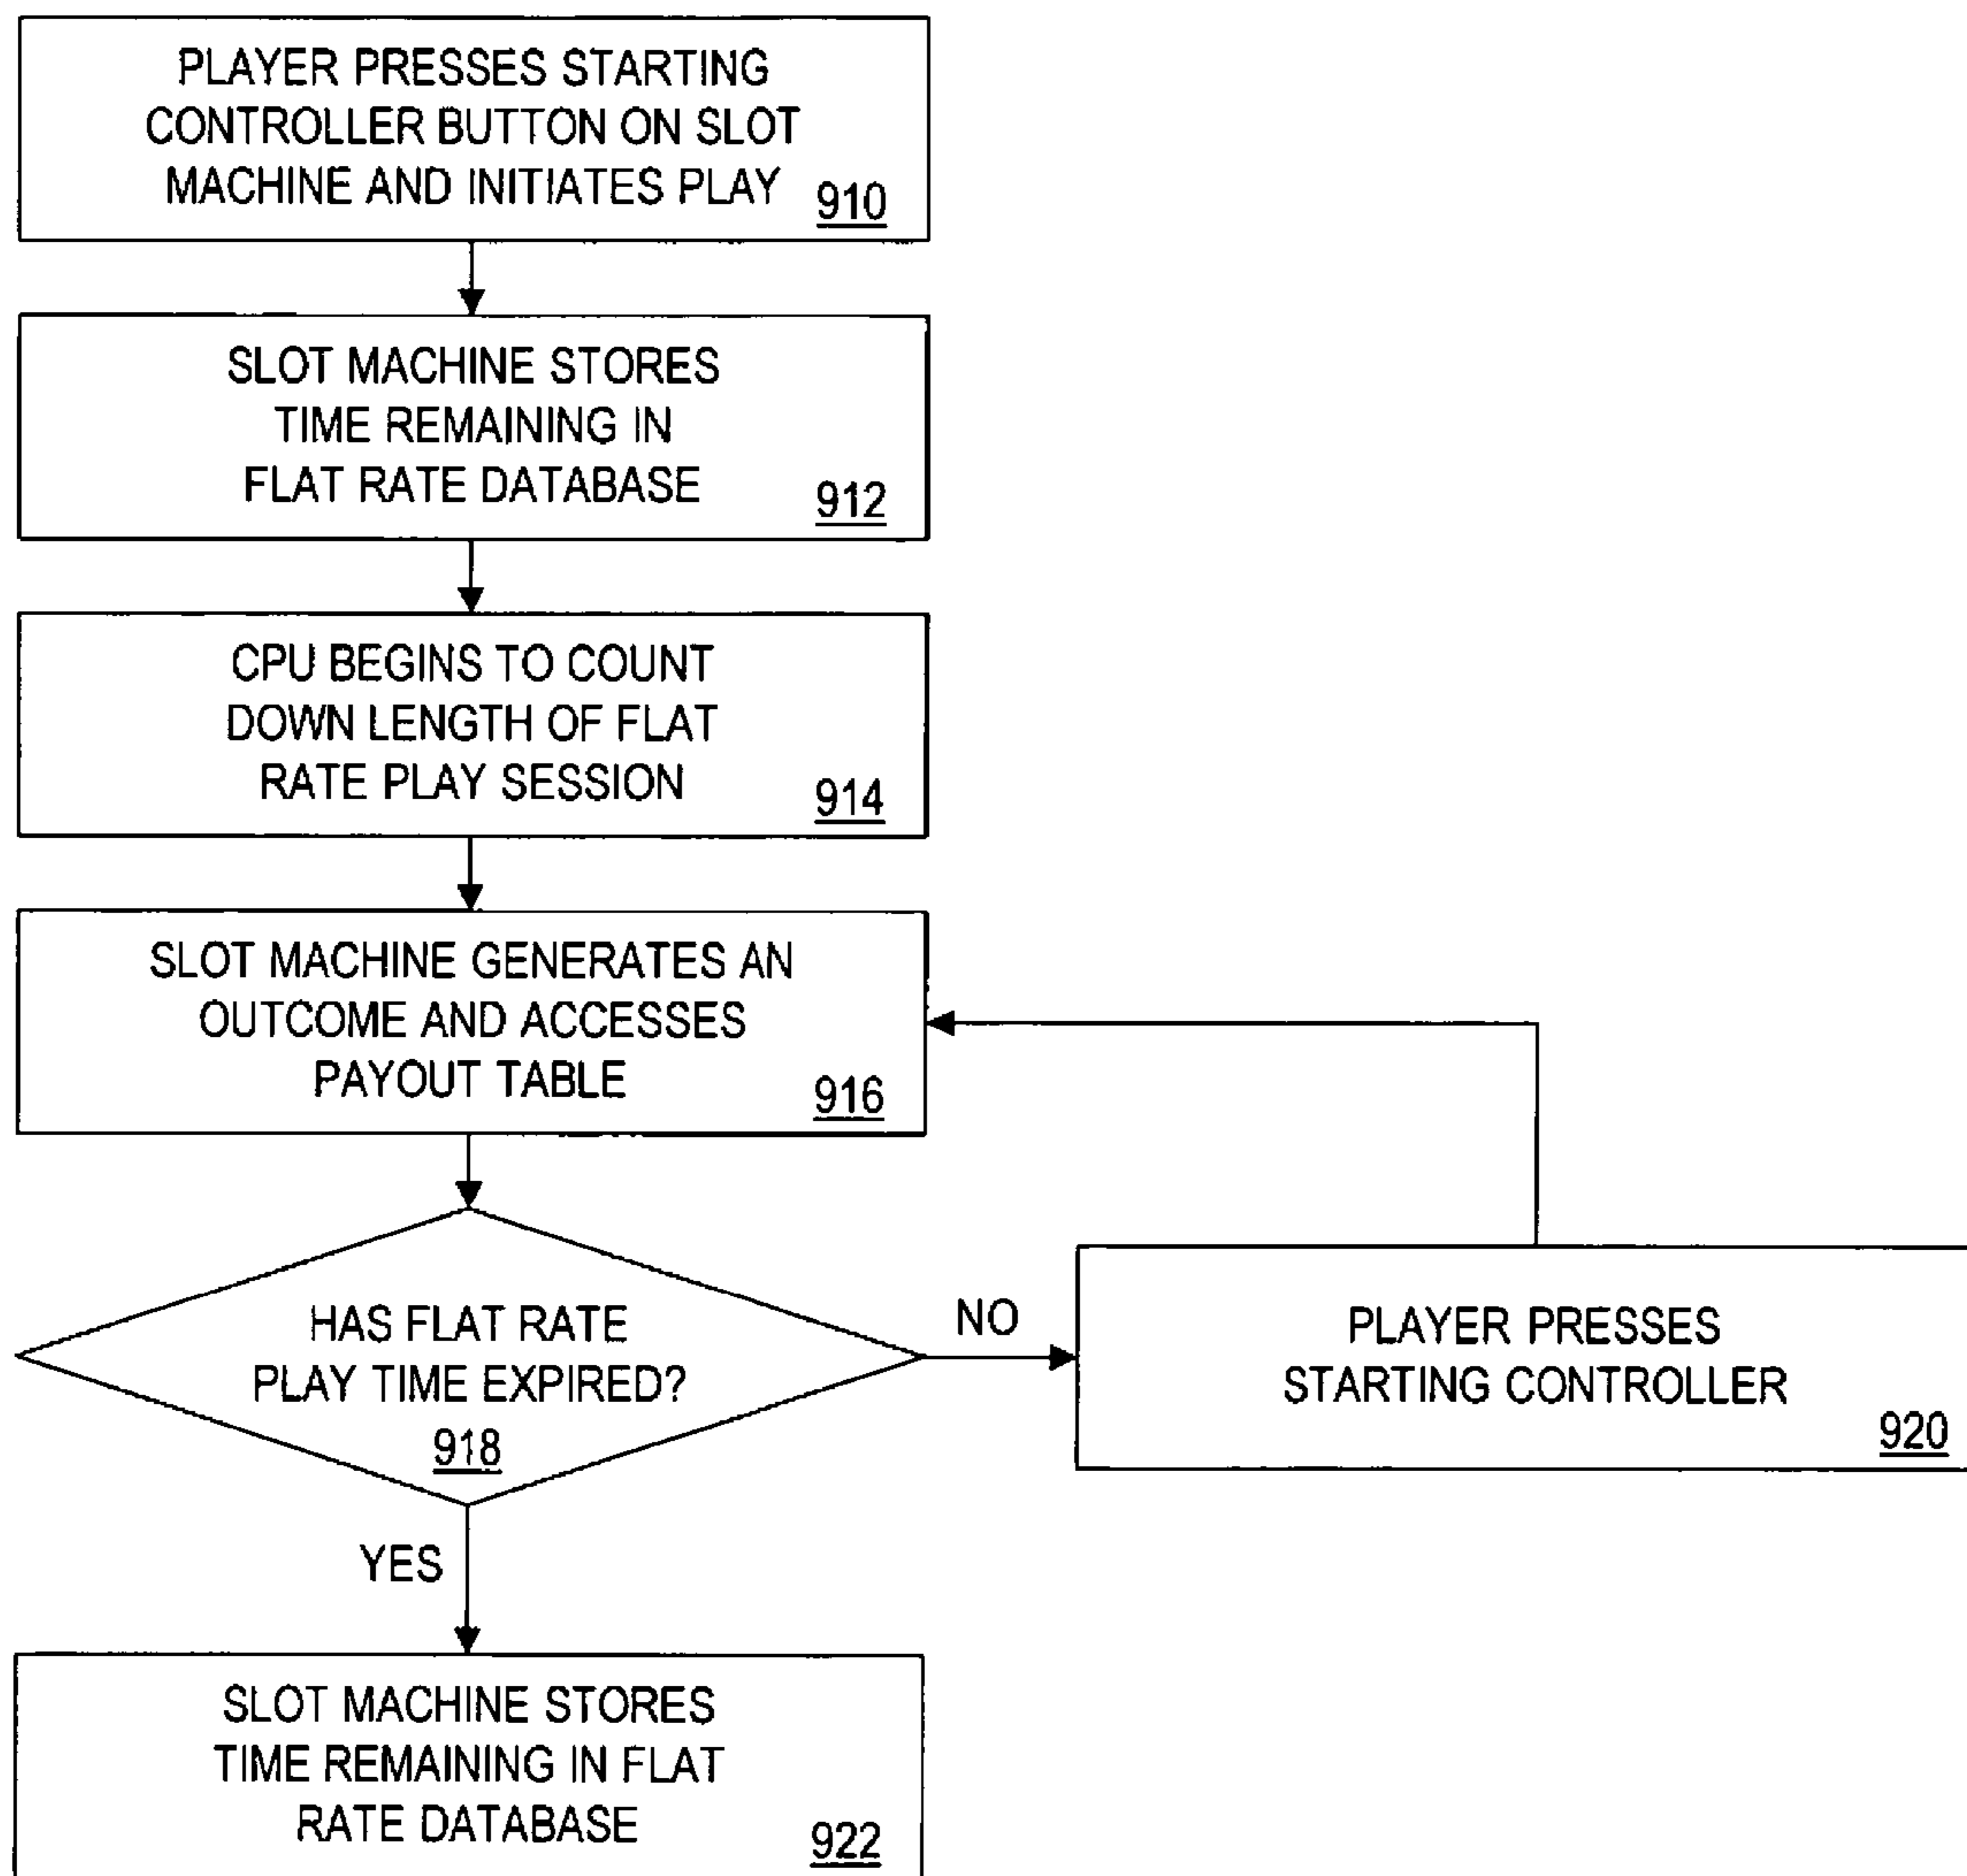 PLAYER PRESSES STARTING
CONTROLLER BUTTON ON SLOT
MACHINE AND INITIATES PLAY
910
SLOT MACHINE STORES
TIME REMAINING IN
FLAT RATE DATABASE
912
CPU BEGINS TO COUNT
DOWN LENGTH OF FLAT
RATE PLAY SESSION
914
SLOT MACHINE GENERATES AN
OUTCOME AND ACCESSES
PAYOUT TABLE
916
HAS FLAT RATE
PLAY TIME EXPIRED?
918
NO
PLAYER PRESSES
STARTING CONTROLLER
920
YES
SLOT MACHINE STORES
TIME REMAINING IN FLAT
RATE DATABASE
922